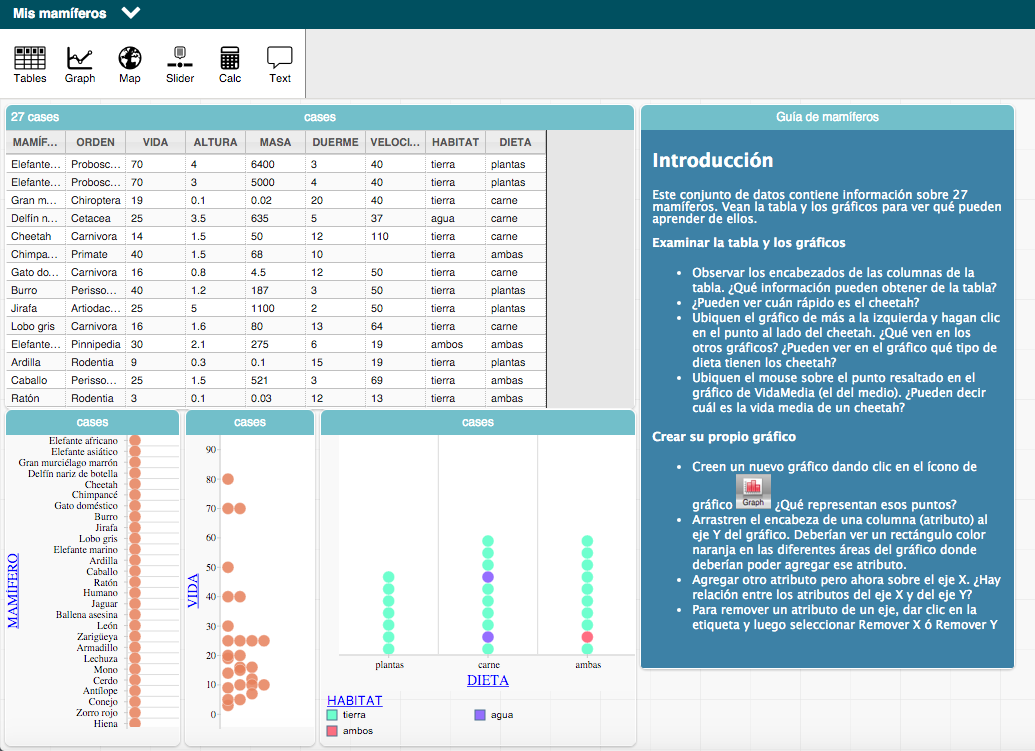 Mis mamíferos
Tables Graph Map Slider Calc Text
27 cases cases
MAMÍF... ORDEN VIDA ALTURA MASA DUERME VELOCI... HABITAT DIETA
Elefante... Probosc... 70 4 6400 3 40 tierra plantas
Elefante... Probosc... 70 3 5000 4 40 tierra plantas
Gran m... Chiroptera 19 0.1 0.02 20 40 tierra carne
Delfín n... Cetacea 25 3.5 635 5 37 agua carne
Cheetah Carnivora 14 1.5 50 12 110 tierra carne
Chimpa... Primate 40 1.5 68 10 tierra ambas
Gato do... Carnivora 16 0.8 4.5 12 50 tierra carne
Burro Perisso... 40 1.2 187 3 50 tierra plantas
Jirafa Artiodac... 25 5 1100 2 50 tierra plantas
Lobo gris Carnivora 16 1.6 80 13 64 tierra carne
Elefante... Pinnipedia 30 2.1 275 6 19 ambos ambas
Ardilla Rodentia 9 0.3 0.1 15 19 tierra plantas
Caballo Perisso... 25 1.5 521 3 69 tierra ambas
Ratón Rodentia 3 0.1 0.03 12 13 tierra ambas
cases
Elefante africano
Elefante asiático
Gran murciélago marrón
Delfín nariz de botella
Cheetah
Chimpancé
Gato doméstico
Burro
Jirafa
Lobo gris
Elefante marino
Ardilla
Caballo
Ratón
Humano
Jaguar
Ballena asesina
León
Zarigüeya
Armadillo
Lechuza
Mono
Cerdo
Antílope
Conejo
Zorro rojo
Hiena
MAMÍFERO
cases
90
80
70
60
50
40
30
20
10
0
VIDA
cases
plantas carne ambas
DIETA
HABITAT
tierra agua
ambos
Guía de mamíferos
Introducción
Este conjunto de datos contiene información sobre 27
mamíferos. Vean la tabla y los gráficos para ver qué pueden
aprender de ellos.
Examinar la tabla y los gráficos
• Observar los encabezados de las columnas de la
tabla. ¿Qué información pueden obtener de la tabla?
• ¿Pueden ver cuán rápido es el cheetah?
• Ubiquen el gráfico de más a la izquierda y hagan clic
en el punto al lado del cheetah. ¿Qué ven en los
otros gráficos? ¿Pueden ver en el gráfico qué tipo de
dieta tienen los cheetah?
• Ubiquen el mouse sobre el punto resaltado en el
gráfico de VidaMedia (el del medio). ¿Pueden decir
cuál es la vida media de un cheetah?
Crear su propio gráfico
• Creen un nuevo gráfico dando clic en el ícono de
gráfico Graph ¿Qué representan esos puntos?
• Arrastren el encabeza de una columna (atributo) al
eje Y del gráfico. Deberían ver un rectángulo color
naranja en las diferentes áreas del gráfico donde
deberían poder agregar ese atributo.
• Agregar otro atributo pero ahora sobre el eje X. ¿Hay
relación entre los atributos del eje X y del eje Y?
• Para remover un atributo de un eje, dar clic en la
etiqueta y luego seleccionar Remover X ó Remover Y